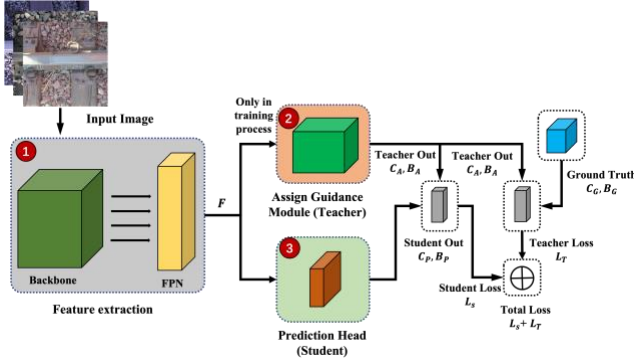 Input Image
1
Backbone
FPN
Feature extraction
F
Only in
training
process
2
Assign Guidance
Module (Teacher)
3
Prediction Head
(Student)
Teacher Out
C_A, B_A
Teacher Out
C_A, B_A
Student Out
C_P, B_P
Ground Truth
C_G, B_G
Teacher Loss
L_T
Student Loss
L_s
Total Loss
L_s + L_T